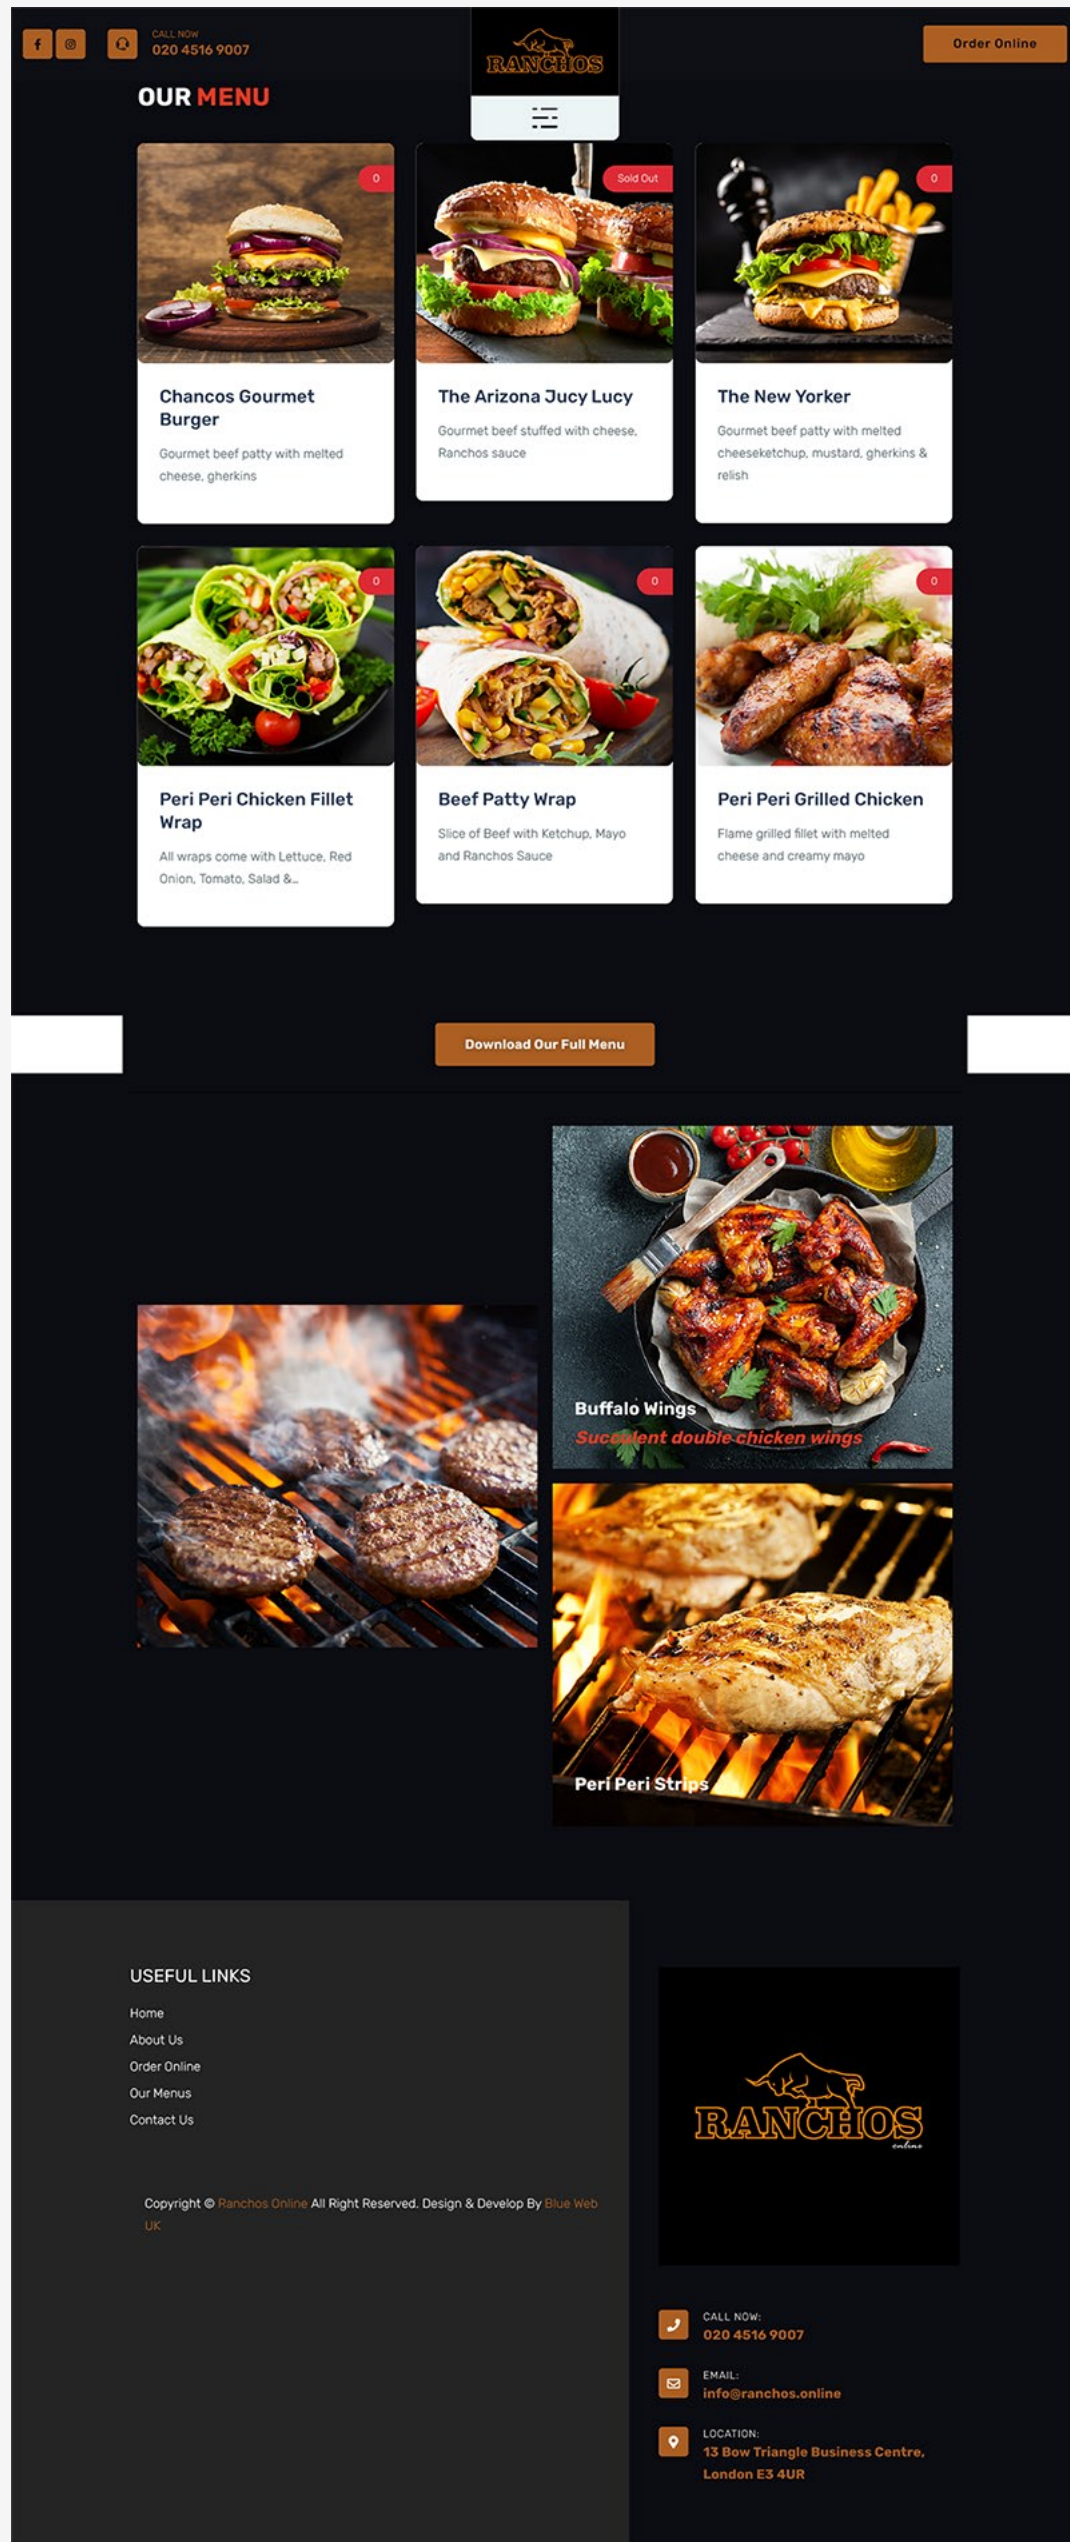 CALL NOW
020 4516 9007
RANCHOS
Order Online
OUR MENU
0
Sold Out
0
Chancos Gourmet
Burger
Gourmet beef patty with melted
cheese, gherkins
The Arizona Jucy Lucy
Gourmet beef stuffed with cheese,
Ranchos sauce
The New Yorker
Gourmet beef patty with melted
cheeseketchup, mustard, gherkins &
relish
0
0
0
Peri Peri Chicken Fillet
Wrap
All wraps come with Lettuce, Red
Onion, Tomato, Salad &...
Beef Patty Wrap
Slice of Beef with Ketchup, Mayo
and Ranchos Sauce
Peri Peri Grilled Chicken
Flame grilled fillet with melted
cheese and creamy mayo
Download Our Full Menu
Buffalo Wings
Succulent double chicken wings
Peri Peri Strips
USEFUL LINKS
Home
About Us
Order Online
Our Menus
Contact Us
Copyright © Ranchos Online All Right Reserved. Design & Develop By Blue Web
UK
RANCHOS
online
CALL NOW:
020 4516 9007
EMAIL:
info@ranchos.online
LOCATION:
13 Bow Triangle Business Centre,
London E3 4UR